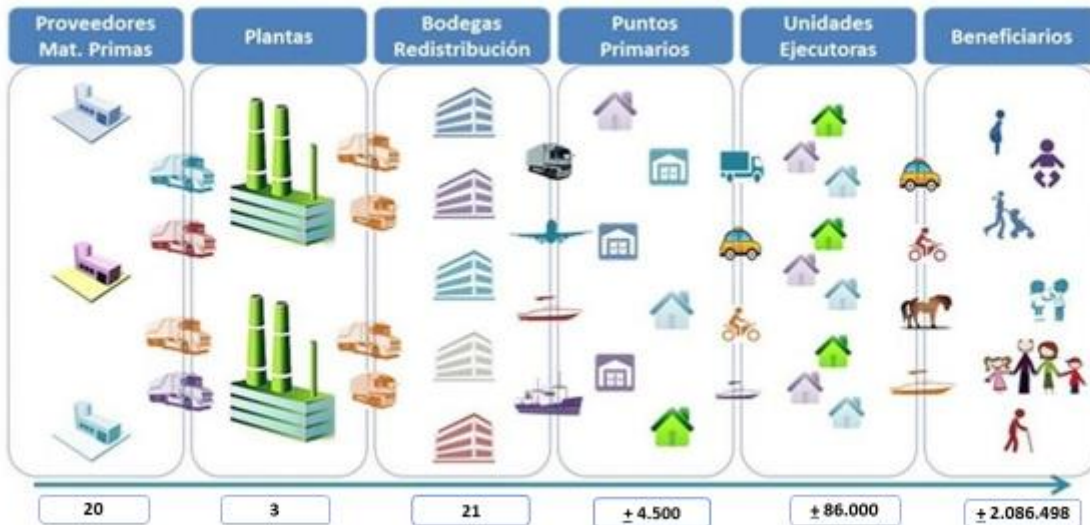 Proveedores
Mat. Primas
Plantas
Bodegas
Redistribución
Puntos
Primarios
Unidades
Ejecutoras
Beneficiarios
20
3
21
± 4.500
± 86.000
± 2.086.498